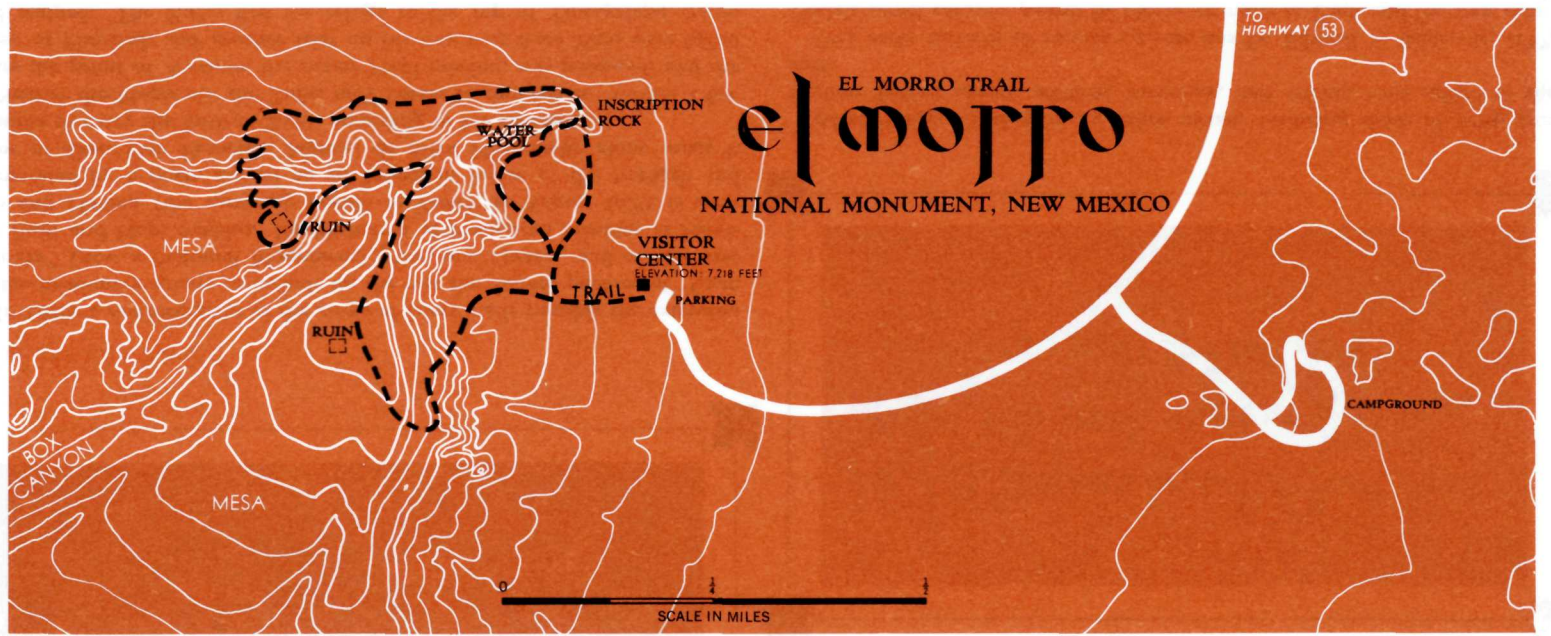 TO
HIGHWAY 53
EL MORRO TRAIL
el morro
NATIONAL MONUMENT, NEW MEXICO
INSCRIPTION
ROCK
WATER
POOL
RUIN
MESA
VISITOR
CENTER
ELEVATION: 7,218 FEET
TRAIL
PARKING
RUIN
CAMPGROUND
BOX
CANYON
MESA
0 1/4 1/2
SCALE IN MILES